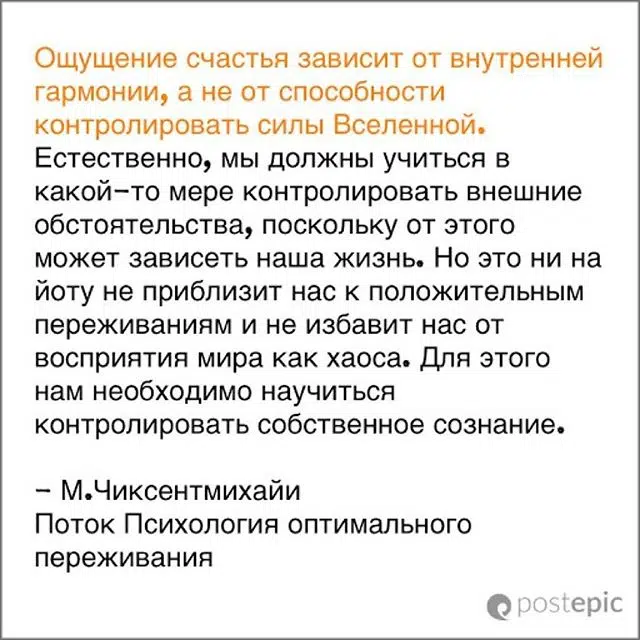 Ощущение счастья зависит от внутренней
гармонии, а не от способности
контролировать силы Вселенной.
Естественно, мы должны учиться в
какой-то мере контролировать внешние
обстоятельства, поскольку от этого
может зависеть наша жизнь. Но это ни на
йоту не приблизит нас к положительным
переживаниям и не избавит нас от
восприятия мира как хаоса. Для этого
нам необходимо научиться
контролировать собственное сознание.
– М.Чиксентмихайи
Поток Психология оптимального
переживания
postepic